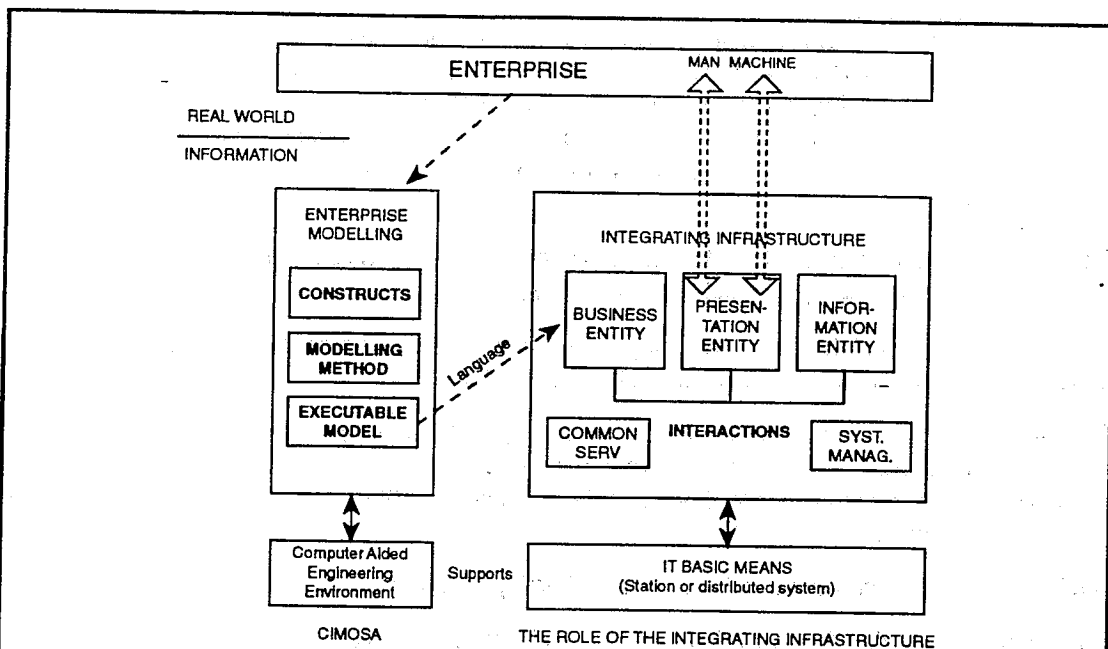 ENTERPRISE
MAN MACHINE
REAL WORLD
INFORMATION
ENTERPRISE
MODELLING
CONSTRUCTS
MODELLING
METHOD
EXECUTABLE
MODEL
Language
INTEGRATING INFRASTRUCTURE
BUSINESS
ENTITY
PRESEN-
TATION
ENTITY
INFOR-
MATION
ENTITY
COMMON
SERV
INTERACTIONS
SYST.
MANAG.
Computer Aided
Engineering
Environment
Supports
IT BASIC MEANS
(Station or distributed system)
CIMOSA
THE ROLE OF THE INTEGRATING INFRASTRUCTURE